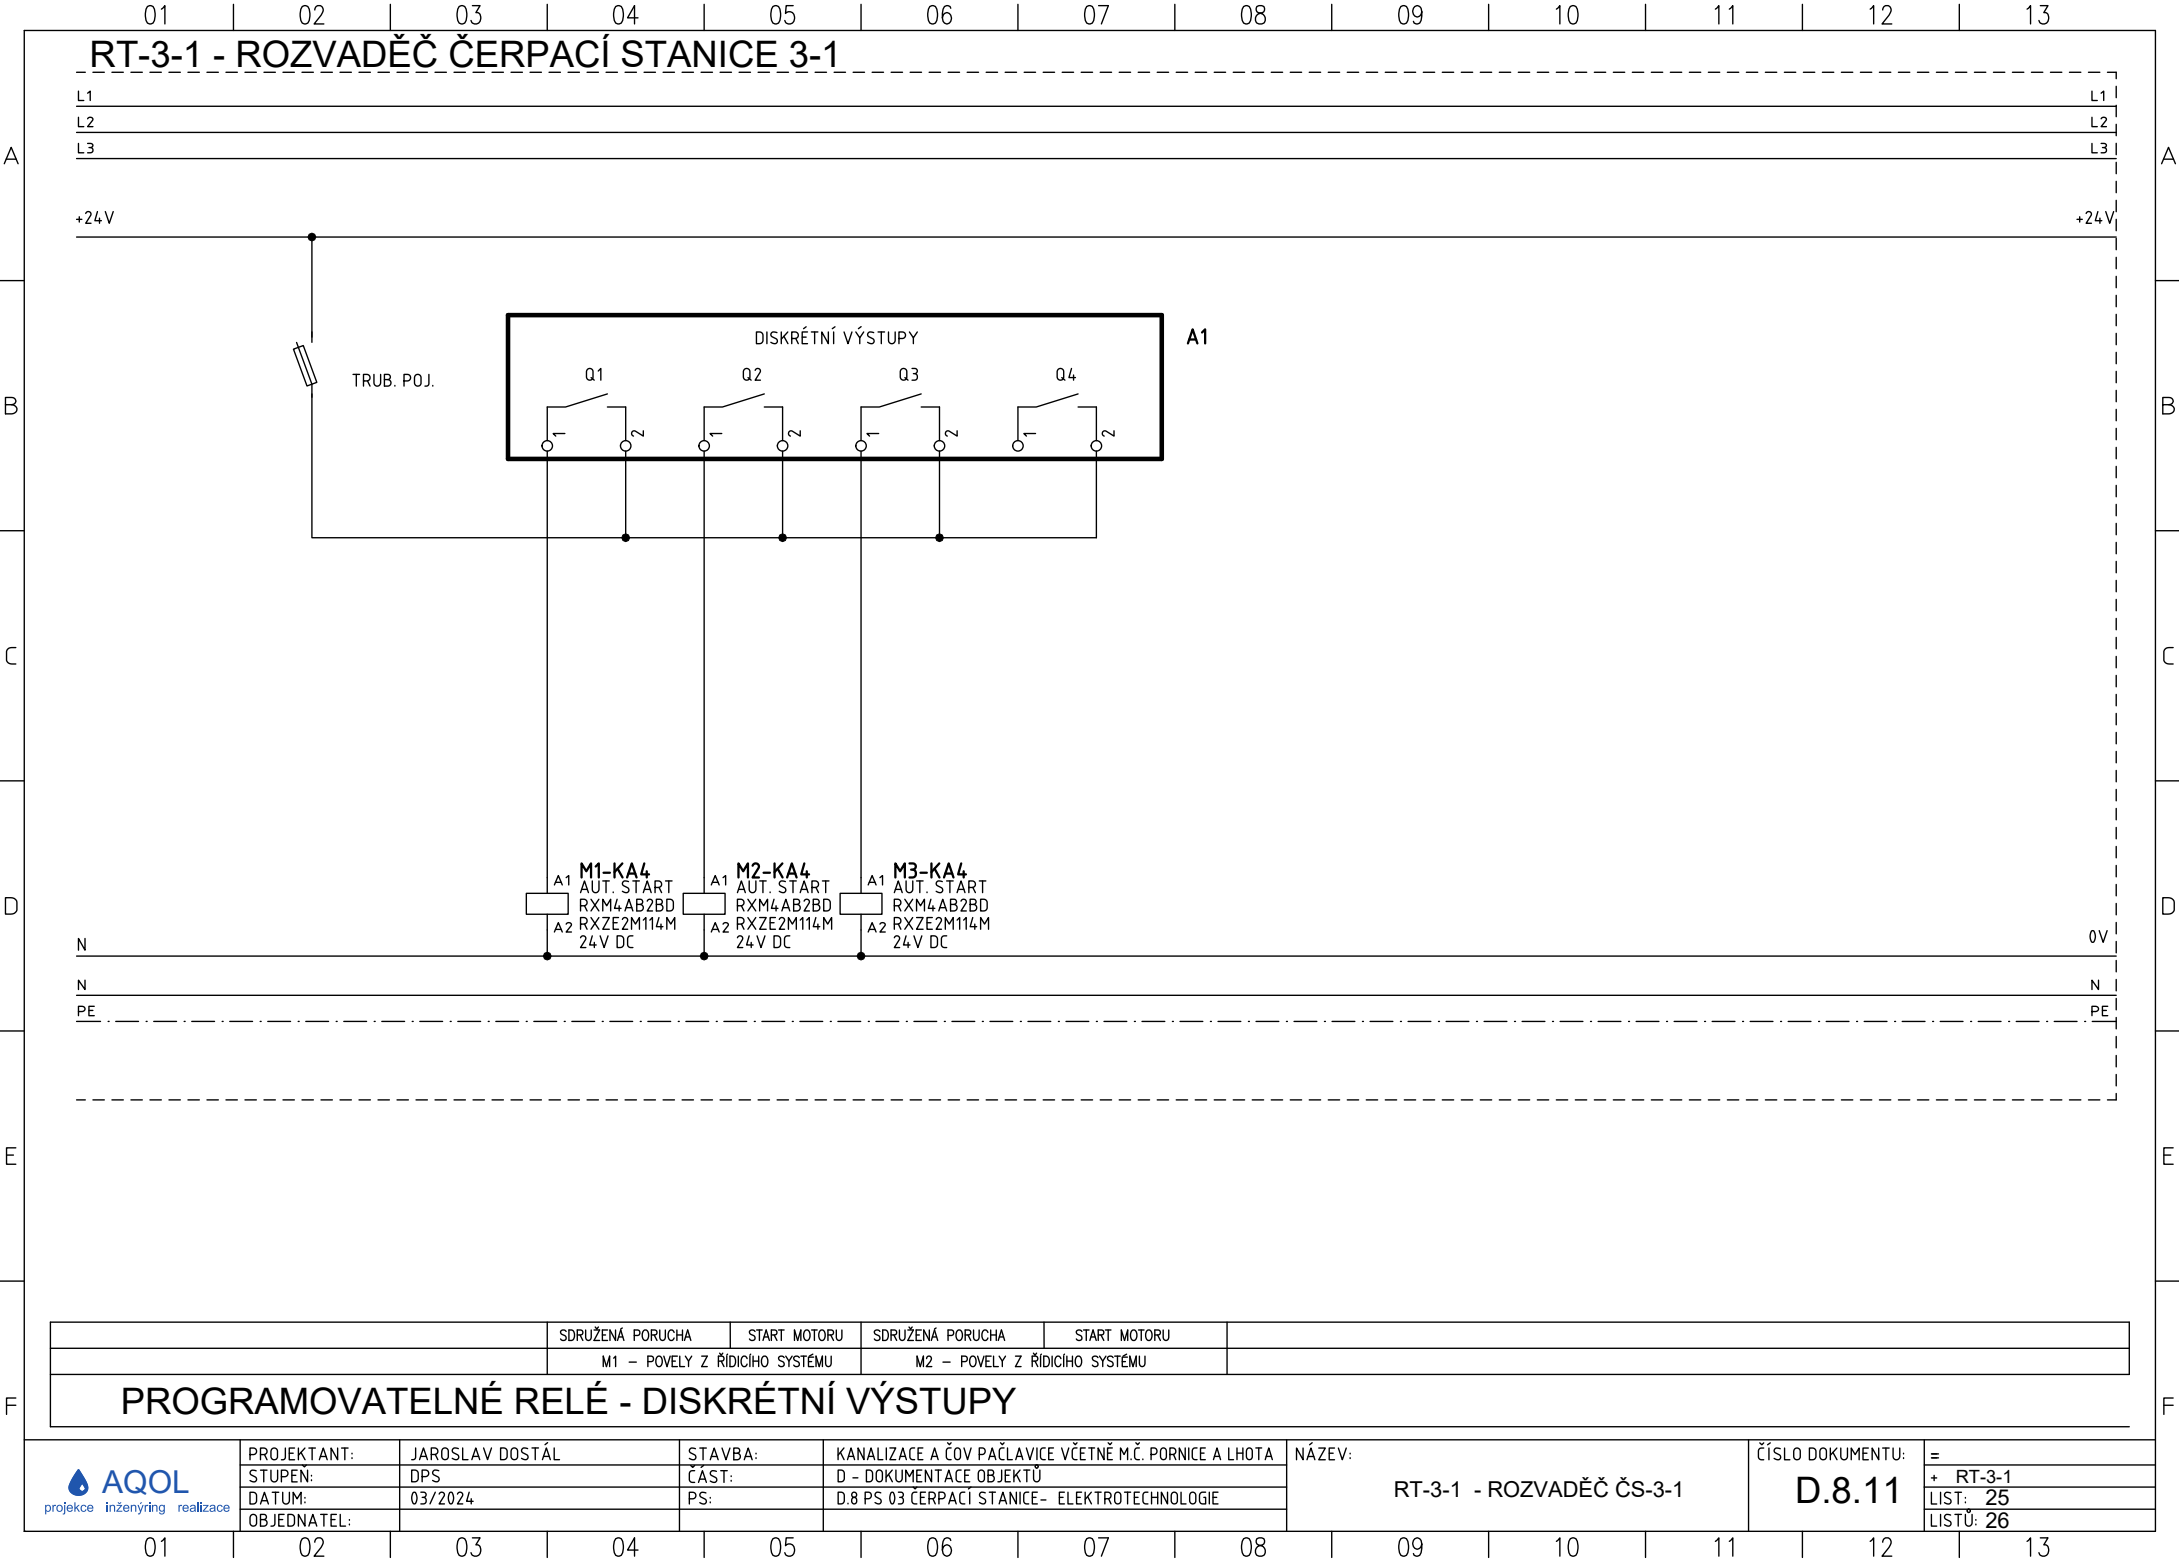 01 02 03 04 05 06 07 08 09 10 11 12 13
RT-3-1 - ROZVADĚČ ČERPACÍ STANICE 3-1
L1 L1
L2 L2
L3 L3
A A
+24V +24V
DISKRÉTNÍ VÝSTUPY A1
Q1 Q2 Q3 Q4
TRUB. POJ.
B B
1 2 1 2 1 2 1 2
C C
M1-KA4 M2-KA4 M3-KA4
A1 AUT. START A1 AUT. START A1 AUT. START
RXM4AB2BD RXM4AB2BD RXM4AB2BD
D D
A2 RXZE2M114M A2 RXZE2M114M A2 RXZE2M114M
24V DC 24V DC 24V DC
N 0V
N N
PE PE
E E
SDRUŽENÁ PORUCHA START MOTORU SDRUŽENÁ PORUCHA START MOTORU
M1 - POVELY Z ŘÍDICÍHO SYSTÉMU M2 - POVELY Z ŘÍDICÍHO SYSTÉMU
PROGRAMOVATELNÉ RELÉ - DISKRÉTNÍ VÝSTUPY
F F
AQOL
projekce inženýring realizace
PROJEKTANT: JAROSLAV DOSTÁL STAVBA: KANALIZACE A ČOV PAČLAVICE VČETNĚ M.Č. PORNICE A LHOTA
STUPEŇ: DPS ČÁST: D - DOKUMENTACE OBJEKTŮ
DATUM: 03/2024 PS: D.8 PS 03 ČERPACÍ STANICE- ELEKTROTECHNOLOGIE
OBJEDNATEL:
NÁZEV:
RT-3-1 - ROZVADĚČ ČS-3-1
ČÍSLO DOKUMENTU:
D.8.11
=
+ RT-3-1
LIST: 25
LISTŮ: 26
01 02 03 04 05 06 07 08 09 10 11 12 13